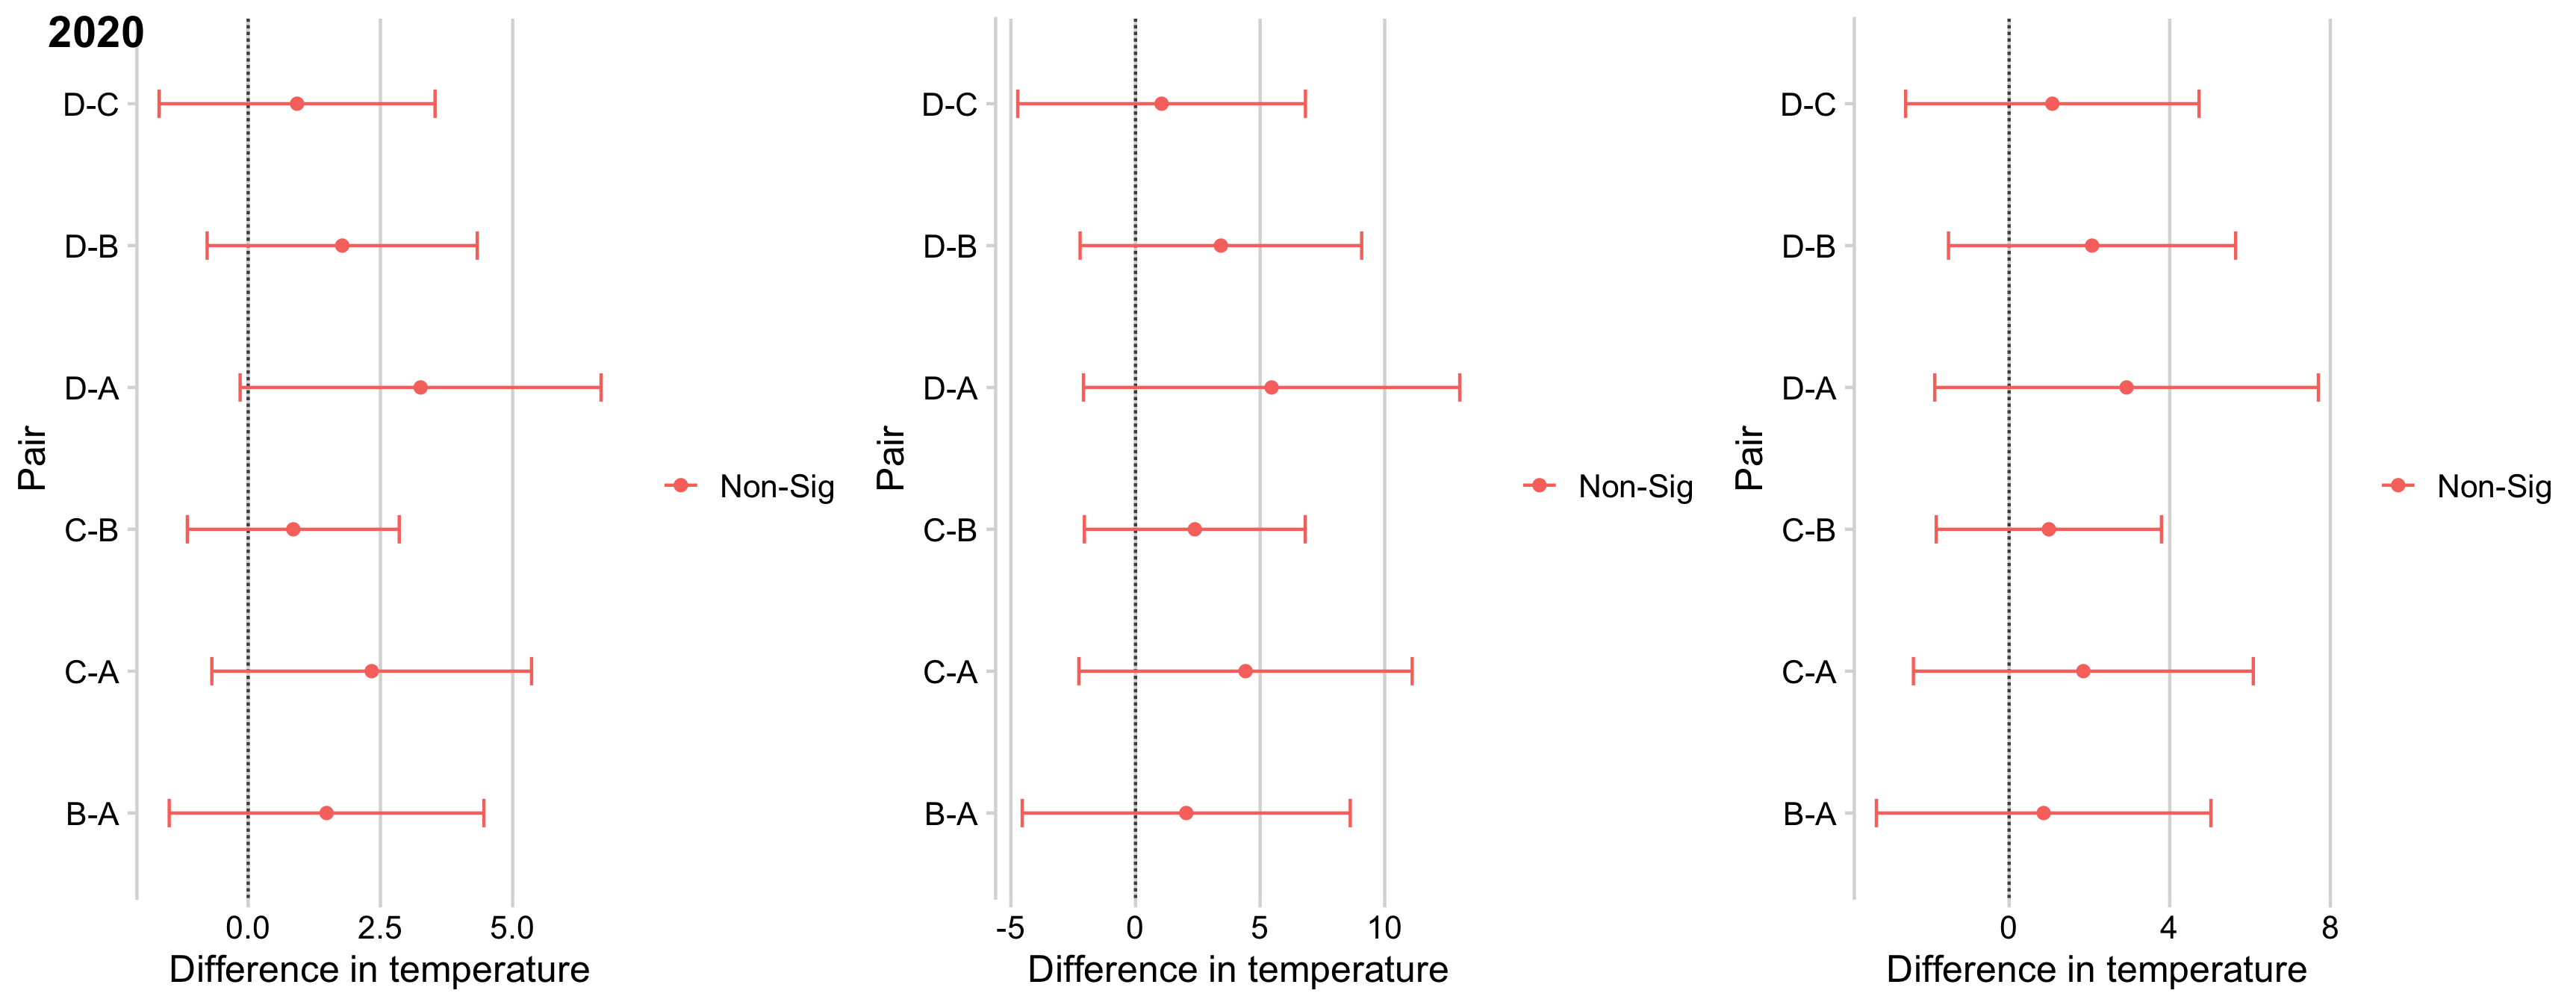 2020
D-C
D-B
D-A
C-B
C-A
B-A
Pair
0.0 2.5 5.0
Difference in temperature
Non-Sig
D-C
D-B
D-A
C-B
C-A
B-A
Pair
-5 0 5 10
Difference in temperature
Non-Sig
D-C
D-B
D-A
C-B
C-A
B-A
Pair
0 4 8
Difference in temperature
Non-Sig